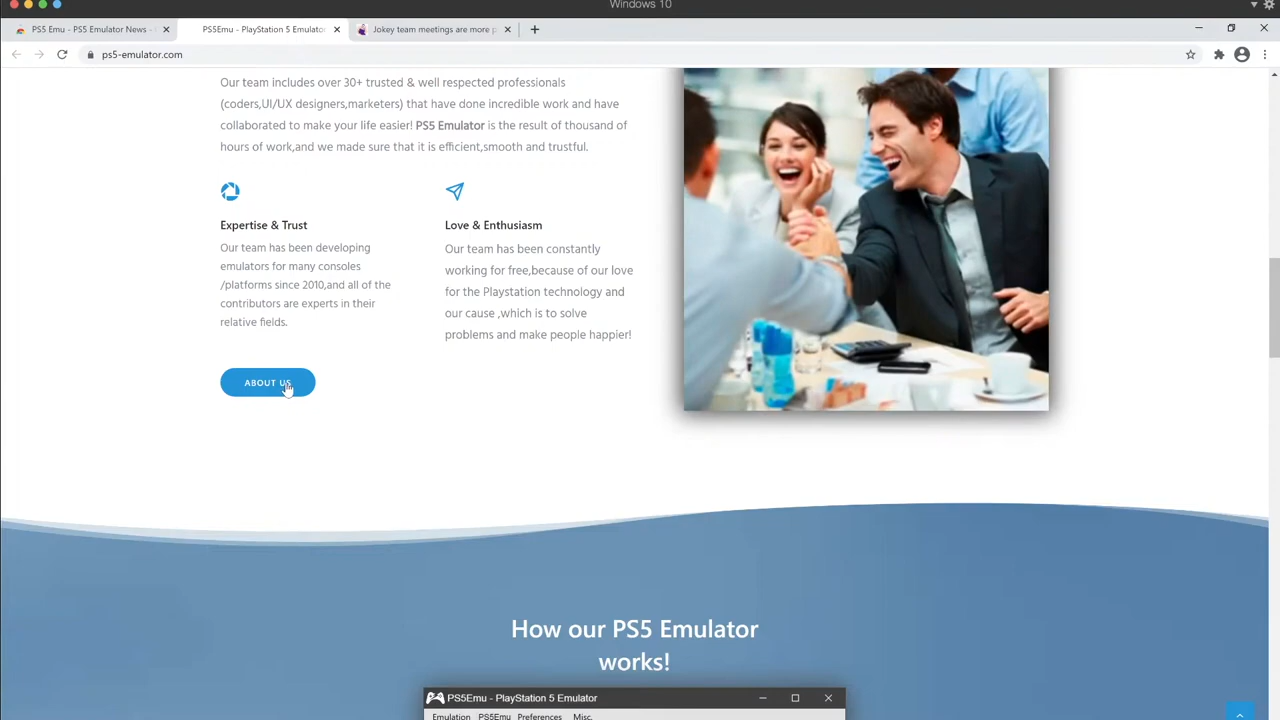 Windows 10
PS5 Emu - PS5 Emulator News -
PS5Emu - PlayStation 5 Emulator
Jokey team meetings are more p
ps5-emulator.com
Our team includes over 30+ trusted & well respected professionals
(coders,UI/UX designers,marketers) that have done incredible work and have
collaborated to make your life easier! PS5 Emulator is the result of thousand of
hours of work,and we made sure that it is efficient,smooth and trustful.
Expertise & Trust
Our team has been developing
emulators for many consoles
/platforms since 2010,and all of the
contributors are experts in their
relative fields.
Love & Enthusiasm
Our team has been constantly
working for free,because of our love
for the Playstation technology and
our cause ,which is to solve
problems and make people happier!
ABOUT US
How our PS5 Emulator
works!
PS5Emu - PlayStation 5 Emulator
Emulation PS5Emu Preferences Misc.